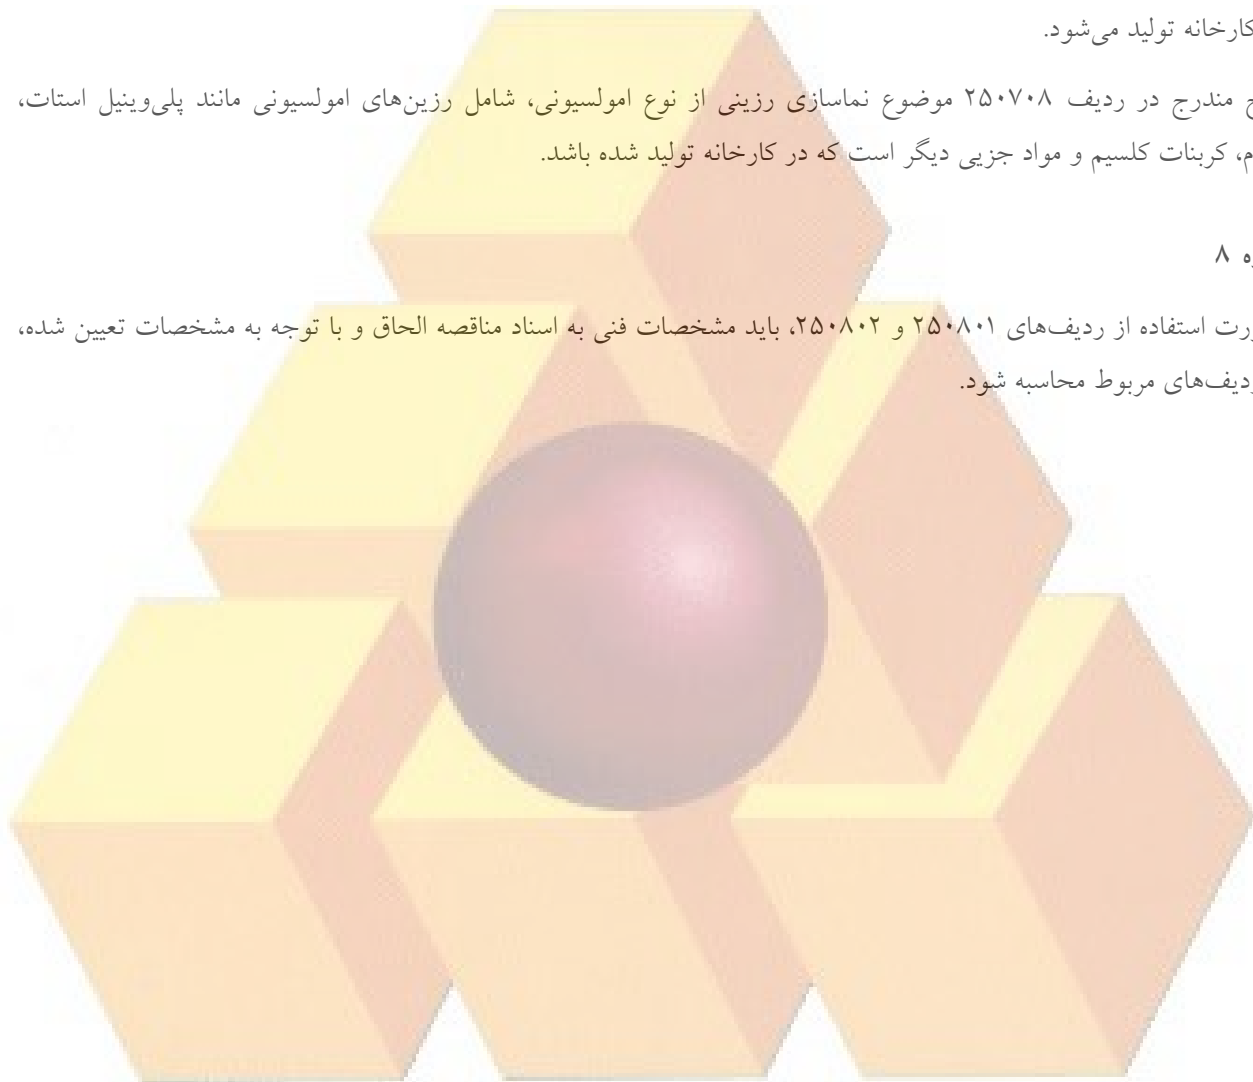 کارخانه تولید می‌شود.
مندرج در ردیف ۲۵۰۷۰۸ موضوع نماسازی رزینی از نوع امولسیونی، شامل رزین‌های امولسیونی مانند پلی‌وینیل استات،
کربنات کلسیم و مواد جزیی دیگر است که در کارخانه تولید شده باشد.
۸
استفاده از ردیف‌های ۲۵۰۸۰۱ و ۲۵۰۸۰۲، باید مشخصات فنی به اسناد مناقصه الحاق و با توجه به مشخصات تعیین شده،
مربوط محاسبه شود.